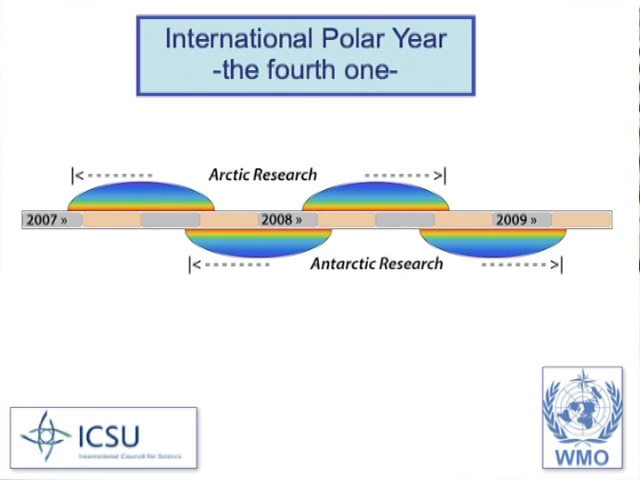 International Polar Year
-the fourth one-
|< -------- Arctic Research -------- >|
2007 » 2008 » 2009 »
|< -------- Antarctic Research -------- >|
ICSU
International Council for Science
WMO